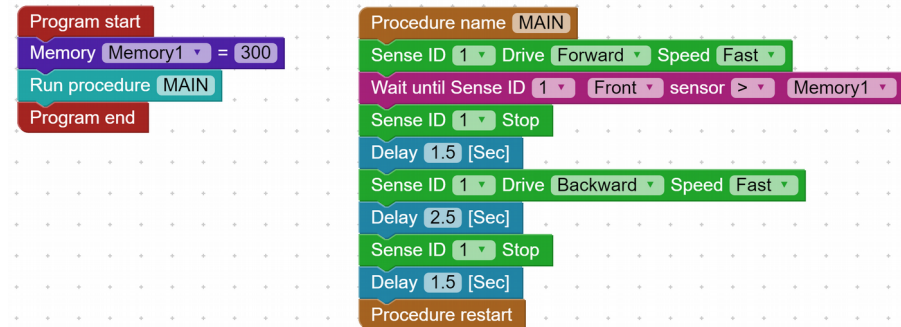 Program start
Memory Memory1 = 300
Run procedure MAIN
Program end
Procedure name MAIN
Sense ID 1 Drive Forward Speed Fast
Wait until Sense ID 1 Front sensor > Memory1
Sense ID 1 Stop
Delay 1.5 [Sec]
Sense ID 1 Drive Backward Speed Fast
Delay 2.5 [Sec]
Sense ID 1 Stop
Delay 1.5 [Sec]
Procedure restart